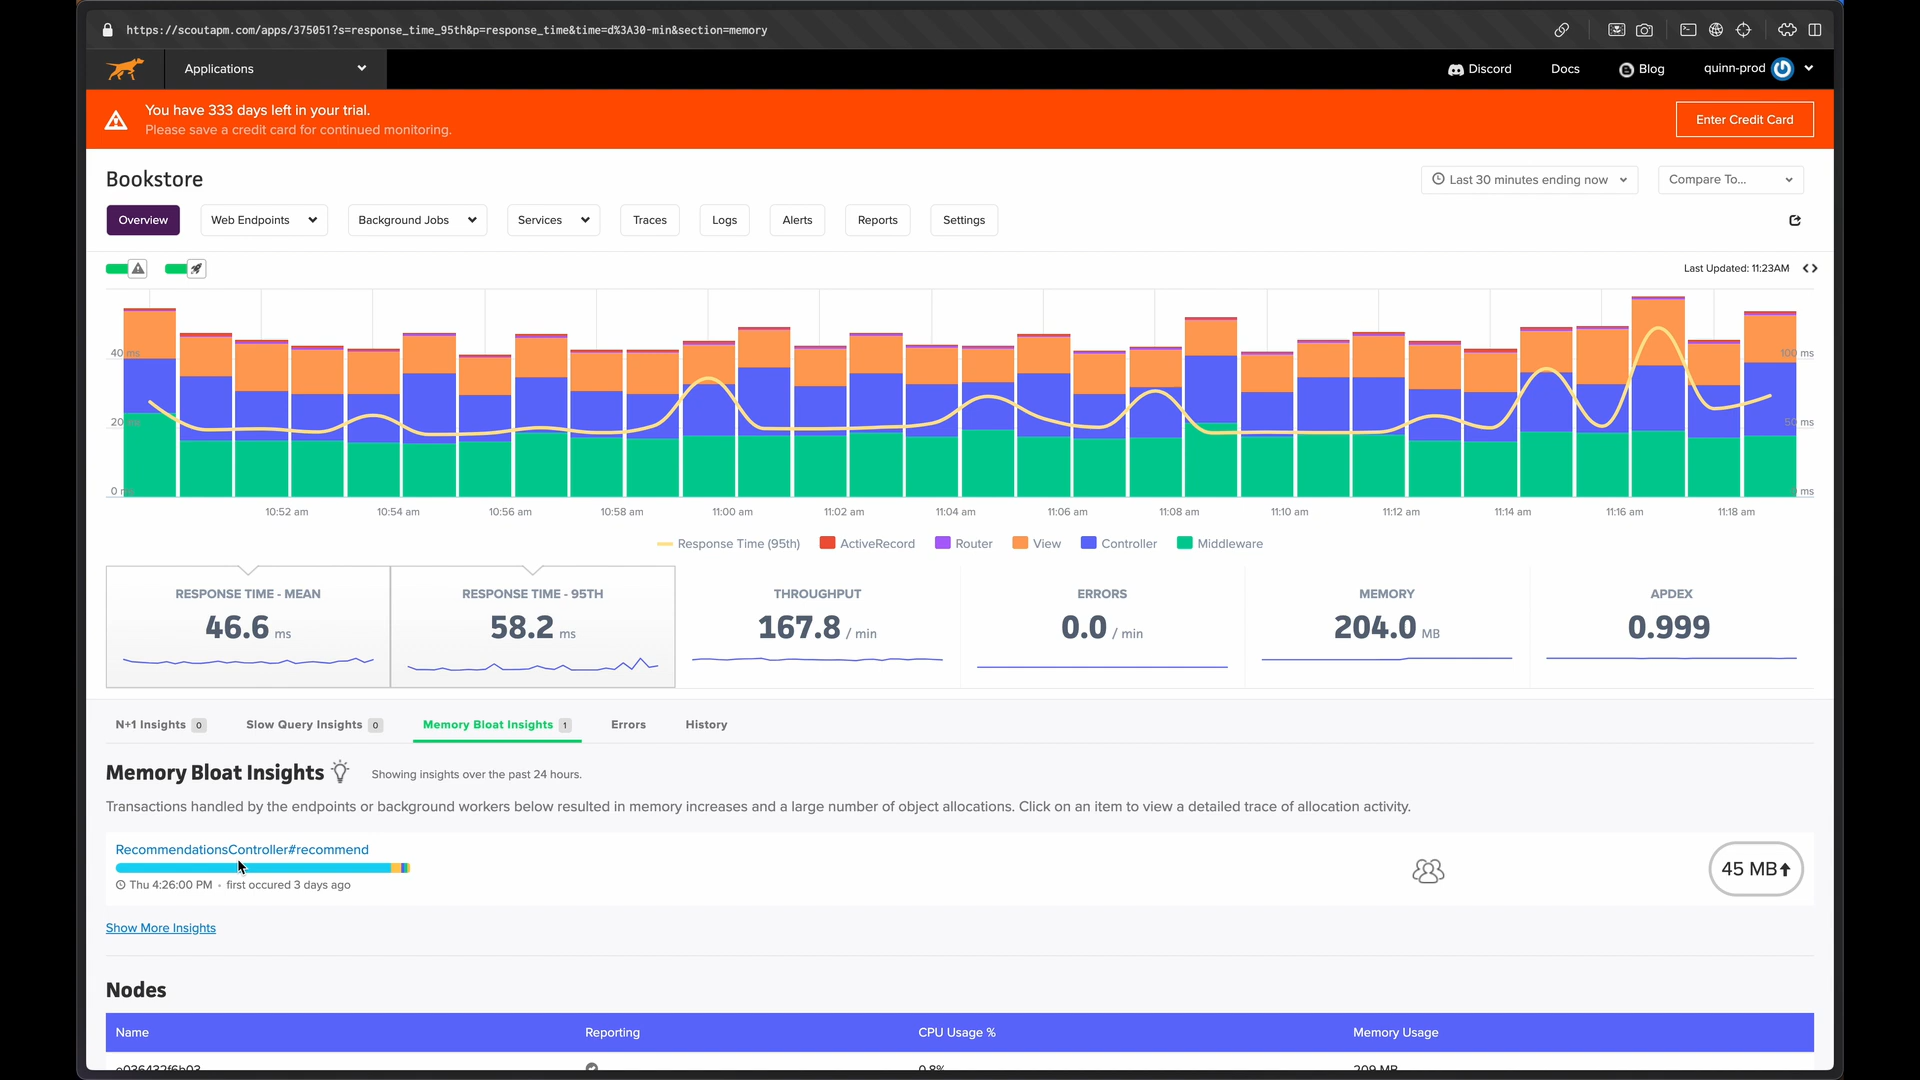 https://scoutapm.com/apps/375051?s=response_time_95th&p=response_time&time=d%3A30-min&section=memory
Applications
Discord
Docs
Blog
quinn-prod
You have 333 days left in your trial.
Please save a credit card for continued monitoring.
Enter Credit Card
Bookstore
Last 30 minutes ending now
Compare To...
Overview
Web Endpoints
Background Jobs
Services
Traces
Logs
Alerts
Reports
Settings
Last Updated: 11:23AM
40 ms
100 ms
20 ms
50 ms
0 ms
ms
10:52 am 10:54 am 10:56 am 10:58 am 11:00 am 11:02 am 11:04 am 11:06 am 11:08 am 11:10 am 11:12 am 11:14 am 11:16 am 11:18 am
Response Time (95th) ActiveRecord Router View Controller Middleware
RESPONSE TIME - MEAN
46.6 ms
RESPONSE TIME - 95TH
58.2 ms
THROUGHPUT
167.8 / min
ERRORS
0.0 / min
MEMORY
204.0 MB
APDEX
0.999
N+1 Insights 0
Slow Query Insights 0
Memory Bloat Insights 1
Errors
History
Memory Bloat Insights
Showing insights over the past 24 hours.
Transactions handled by the endpoints or background workers below resulted in memory increases and a large number of object allocations. Click on an item to view a detailed trace of allocation activity.
RecommendationsController#recommend
Thu 4:26:00 PM - first occured 3 days ago
45 MB
Show More Insights
Nodes
Name Reporting CPU Usage % Memory Usage
0.8% 209 MB